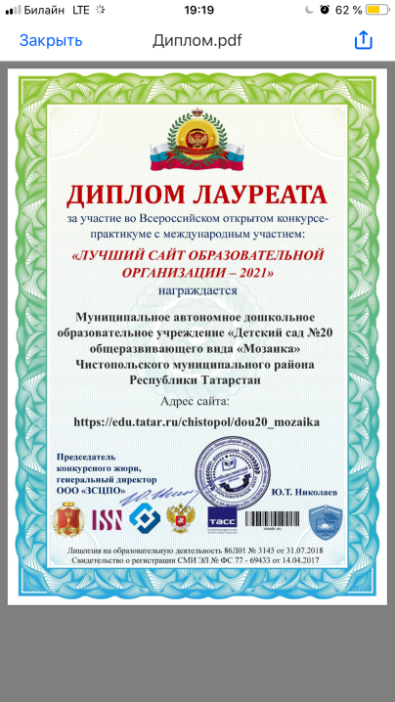 Билайн LTE 19:19 62 %
Закрыть Диплом.pdf
ДИПЛОМ ЛАУРЕАТА
за участие во Всероссийском открытом конкурсе-
практикуме с международным участием:
«ЛУЧШИЙ САЙТ ОБРАЗОВАТЕЛЬНОЙ
ОРГАНИЗАЦИИ – 2021»
награждается
Муниципальное автономное дошкольное
образовательное учреждение «Детский сад №20
общеразвивающего вида «Мозаика»
Чистопольского муниципального района
Республики Татарстан
Адрес сайта:
https://edu.tatar.ru/chistopol/dou20_mozaika
Председатель
конкурсного жюри,
генеральный директор
ООО «ЗСЦПО»
Ю.Т. Николаев
ISSN
ТАСС
Лицензия на образовательную деятельность 86Л01 № 3145 от 31.07.2018
Свидетельство о регистрации СМИ ЭЛ № ФС 77 - 69433 от 14.04.2017